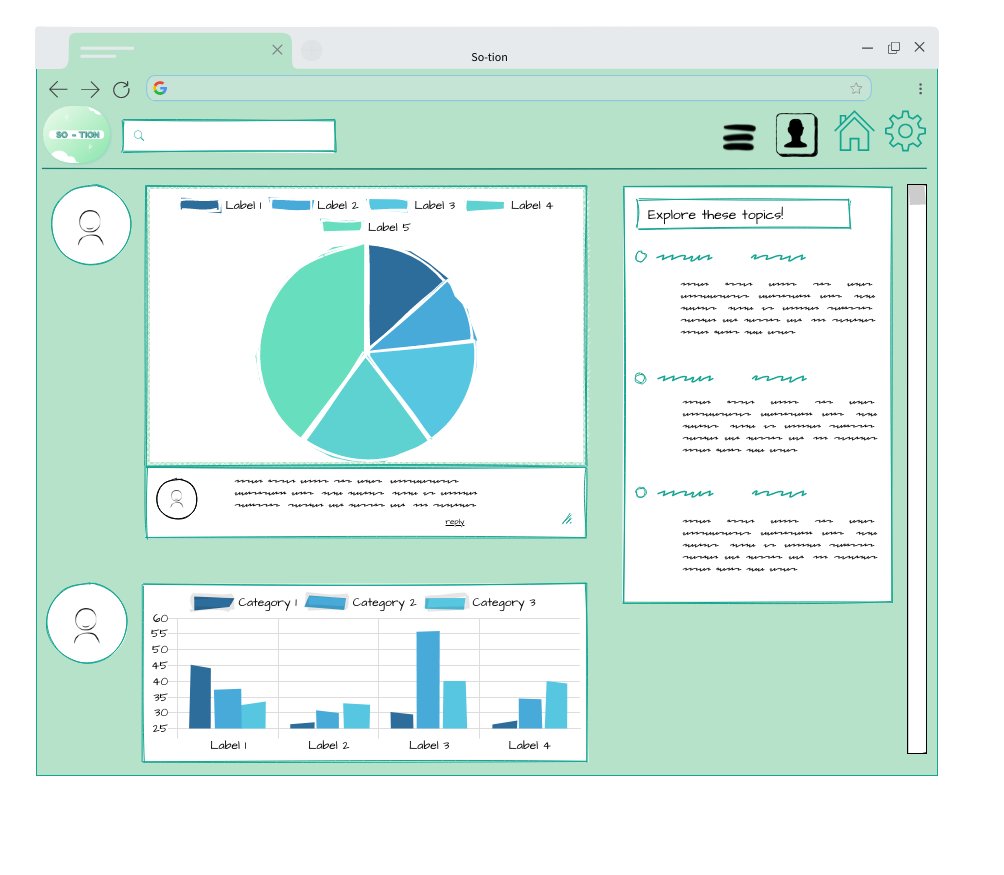 So-tion
SO - TION
Label 1 Label 2 Label 3 Label 4
Label 5
Explore these topics!
reply
Category 1 Category 2 Category 3
60
55
50
45
40
35
30
25
Label 1 Label 2 Label 3 Label 4